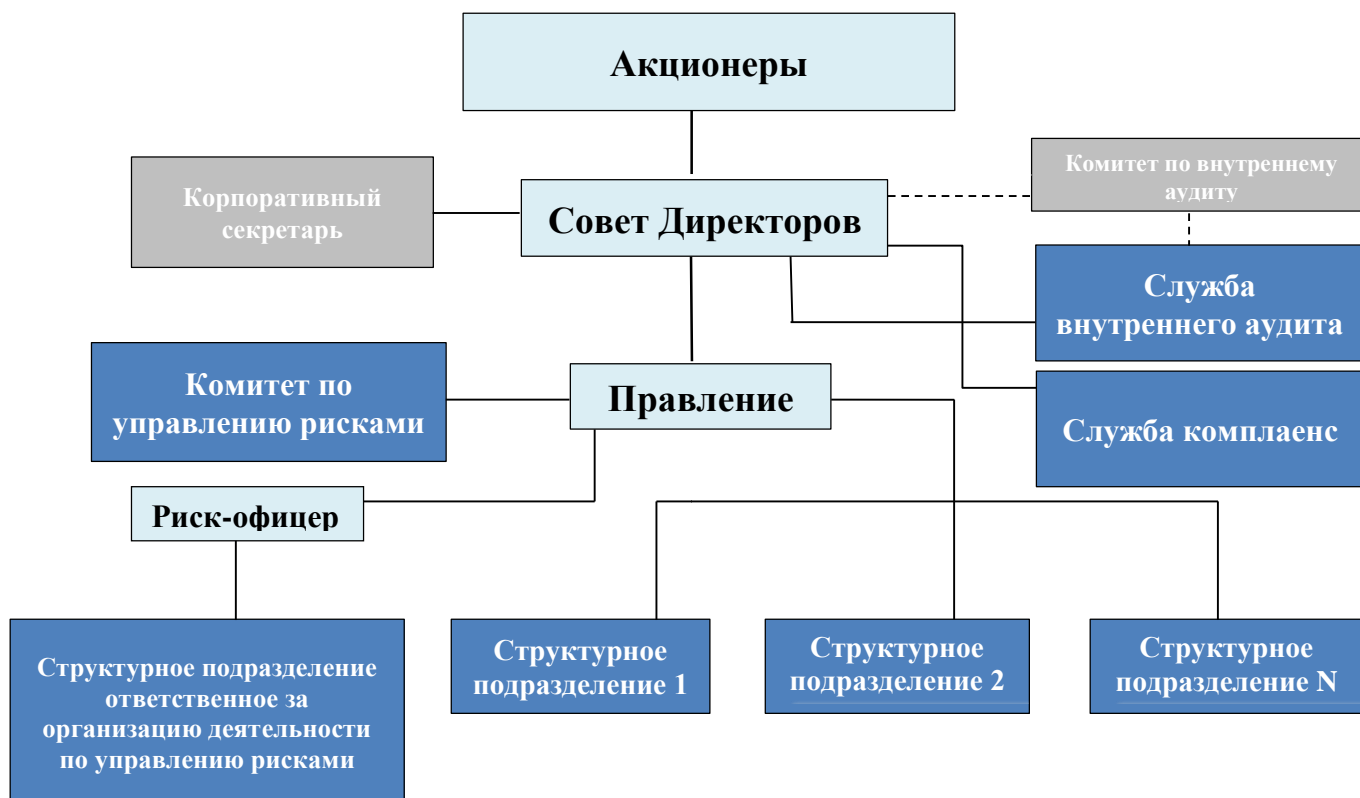 Акционеры
Корпоративный
секретарь
Совет Директоров
Комитет по внутреннему
аудиту
Служба
внутреннего аудита
Комитет по
управлению рисками
Правление
Служба комплаенс
Риск-офицер
Структурное подразделение
ответственное за
организацию деятельности
по управлению рисками
Структурное
подразделение 1
Структурное
подразделение 2
Структурное
подразделение N